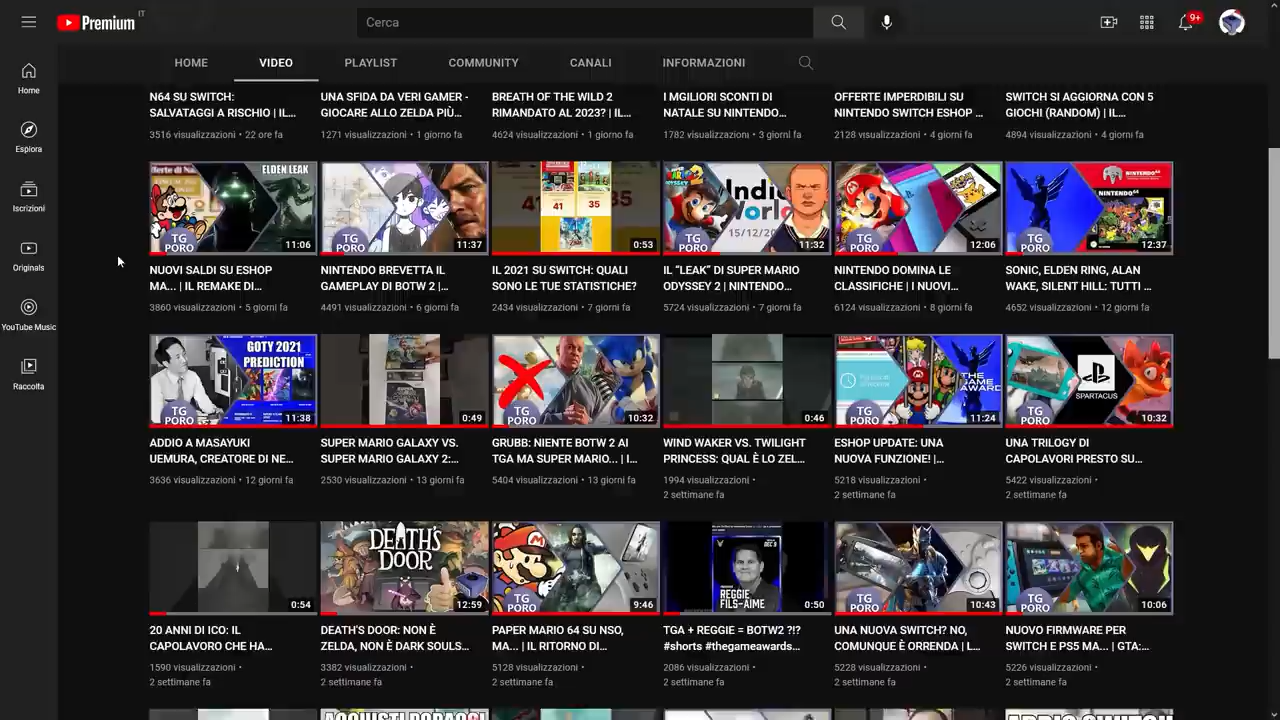 Premium IT
Cerca
9+
HOME
VIDEO
PLAYLIST
COMMUNITY
CANALI
INFORMAZIONI
Home
Esplora
Iscrizioni
Originals
YouTube Music
Raccolta
N64 SU SWITCH:
SALVATAGGI A RISCHIO | IL...
3516 visualizzazioni • 22 ore fa
UNA SFIDA DA VERI GAMER -
GIOCARE ALLO ZELDA PIÙ...
1271 visualizzazioni • 1 giorno fa
BREATH OF THE WILD 2
RIMANDATO AL 2023? | IL...
4624 visualizzazioni • 1 giorno fa
I MGLIORI SCONTI DI
NATALE SU NINTENDO...
1782 visualizzazioni • 3 giorni fa
OFFERTE IMPERDIBILI SU
NINTENDO SWITCH ESHOP ...
2128 visualizzazioni • 4 giorni fa
SWITCH SI AGGIORNA CON 5
GIOCHI (RANDOM) | IL...
4894 visualizzazioni • 4 giorni fa
ELDEN LEAK
TG
PORO
11:06
NUOVI SALDI SU ESHOP
MA... | IL REMAKE DI...
3860 visualizzazioni • 5 giorni fa
TG
PORO
11:37
NINTENDO BREVETTA IL
GAMEPLAY DI BOTW 2 |...
4491 visualizzazioni • 6 giorni fa
41
35
0:53
IL 2021 SU SWITCH: QUALI
SONO LE TUE STATISTICHE?
2434 visualizzazioni • 7 giorni fa
Indie
World
15/12/20
TG
PORO
11:32
IL “LEAK” DI SUPER MARIO
ODYSSEY 2 | NINTENDO...
5724 visualizzazioni • 7 giorni fa
TG
PORO
12:06
NINTENDO DOMINA LE
CLASSIFICHE | I NUOVI...
6124 visualizzazioni • 8 giorni fa
NINTENDO 64
TG
PORO
12:37
SONIC, ELDEN RING, ALAN
WAKE, SILENT HILL: TUTTI ...
4652 visualizzazioni • 12 giorni fa
GOTY 2021
PREDICTION
TG
PORO
11:38
ADDIO A MASAYUKI
UEMURA, CREATORE DI NE...
3636 visualizzazioni • 12 giorni fa
0:49
SUPER MARIO GALAXY VS.
SUPER MARIO GALAXY 2:...
2530 visualizzazioni • 13 giorni fa
TG
PORO
10:32
GRUBB: NIENTE BOTW 2 AI
TGA MA SUPER MARIO... | I...
5404 visualizzazioni • 13 giorni fa
0:46
WIND WAKER VS. TWILIGHT
PRINCESS: QUAL È LO ZEL...
1994 visualizzazioni •
2 settimane fa
THE
GAME
AWARD
TG
PORO
11:24
ESHOP UPDATE: UNA
NUOVA FUNZIONE! |...
5218 visualizzazioni •
2 settimane fa
SPARTACUS
TG
PORO
10:32
UNA TRILOGY DI
CAPOLAVORI PRESTO SU...
5422 visualizzazioni •
2 settimane fa
0:54
20 ANNI DI ICO: IL
CAPOLAVORO CHE HA...
1590 visualizzazioni •
2 settimane fa
DEATH'S
DOOR
12:59
DEATH'S DOOR: NON È
ZELDA, NON È DARK SOULS...
3382 visualizzazioni •
2 settimane fa
TG
PORO
9:46
PAPER MARIO 64 SU NSO,
MA... | IL RITORNO DI...
5128 visualizzazioni •
2 settimane fa
REGGIE
FILS-AIME
0:50
TGA + REGGIE = BOTW2 ?!?
#shorts #thegameawards...
2086 visualizzazioni •
2 settimane fa
TG
PORO
10:43
UNA NUOVA SWITCH? NO,
COMUNQUE È ORRENDA | L...
5228 visualizzazioni •
2 settimane fa
TG
PORO
10:06
NUOVO FIRMWARE PER
SWITCH E PS5 MA... | GTA:...
5226 visualizzazioni •
2 settimane fa